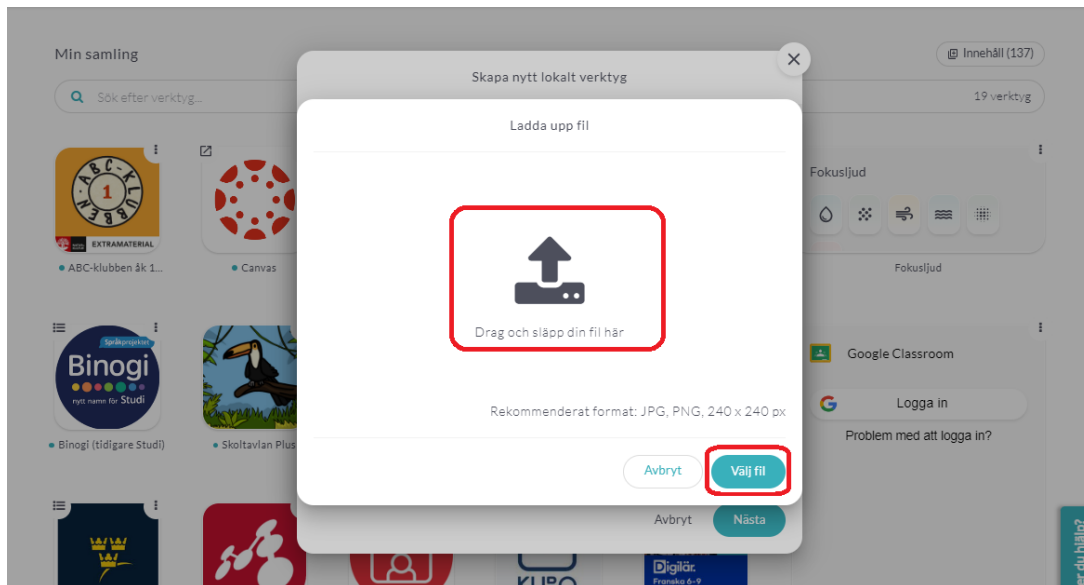 Min samling
Innehåll (137)
Skapa nytt lokalt verktyg
Sök efter verktyg...
19 verktyg
Ladda upp fil
ABC-KLUBBEN
1
EXTRAMATERIAL
ABC-klubben åk 1...
Canvas
Fokusljud
Fokusljud
Drag och släpp din fil här
Språkprogrket
Binogi
nytt namn för Studi
Binogi (tidigare Studi)
Skoltavlan Plus
Google Classroom
Logga in
Problem med att logga in?
Rekommenderat format: JPG, PNG, 240 x 240 px
Avbryt
Välj fil
Avbryt
Nästa
Digilär.
Franska 6-9
du hjälp?